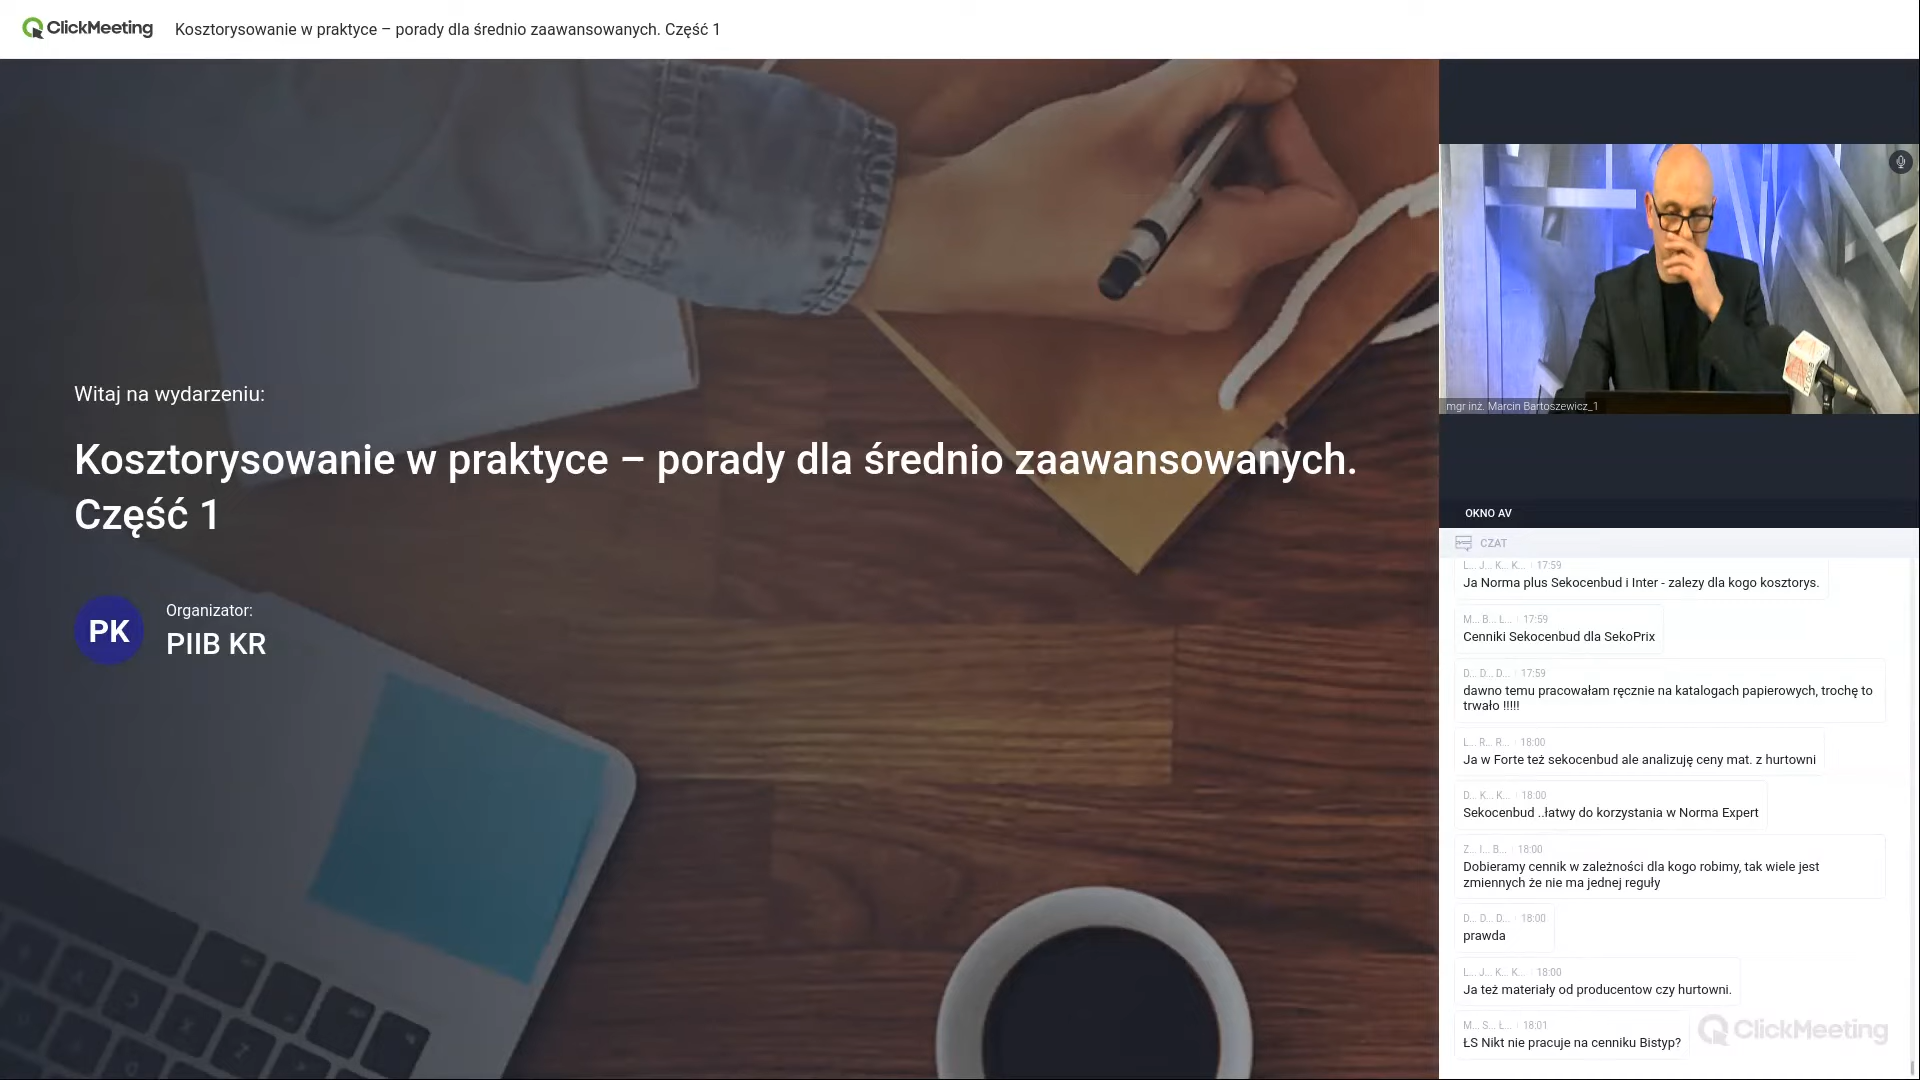 ClickMeeting
Kosztorysowanie w praktyce – porady dla średnio zaawansowanych. Część 1
Witaj na wydarzeniu:
Kosztorysowanie w praktyce – porady dla średnio zaawansowanych.
Część 1
PK
Organizator:
PIIB KR
mgr inż. Marcin Bartoszewicz_1
OKNO AV
CZAT
L... J... K... K... 17:59
Ja Norma plus Sekocenbud i Inter - zalezy dla kogo kosztorys.
M... B... Ł... 17:59
Cenniki Sekocenbud dla SekoPrix
D... D... D... 17:59
dawno temu pracowałam ręcznie na katalogach papierowych, trochę to
trwało !!!!!
L... R... R... 18:00
Ja w Forte też sekocenbud ale analizuję ceny mat. z hurtowni
D... K... K... 18:00
Sekocenbud ..łatwy do korzystania w Norma Expert
Z... I... B... 18:00
Dobieramy cennik w zależności dla kogo robimy, tak wiele jest
zmiennych że nie ma jednej reguły
D... D... D... 18:00
prawda
L... J... K... K... 18:00
Ja też materiały od producentow czy hurtowni.
M... S... Ł... 18:01
ŁS Nikt nie pracuje na cenniku Bistyp?
ClickMeeting